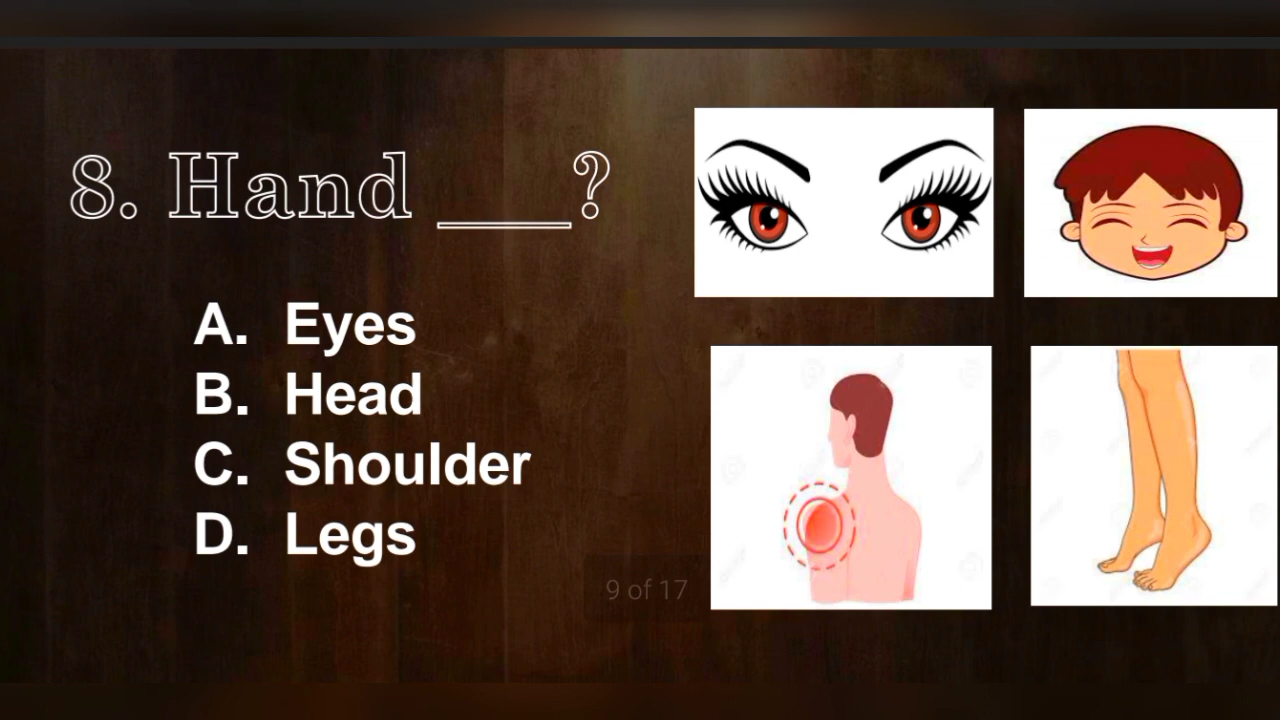 8. Hand ___?
A. Eyes
B. Head
C. Shoulder
D. Legs
9 of 17